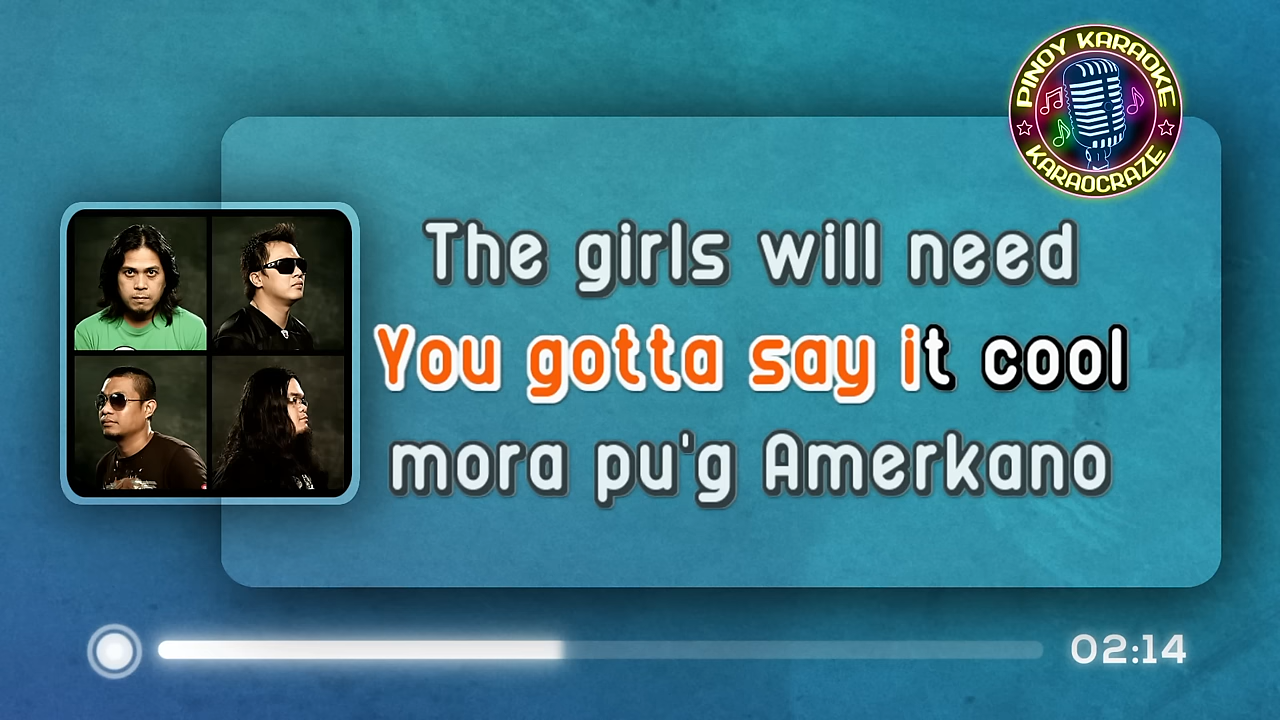 PINOY KARAOKE
KARAOCRAZE
The girls will need
You gotta say it cool
mora pu'g Amerkano
02:14